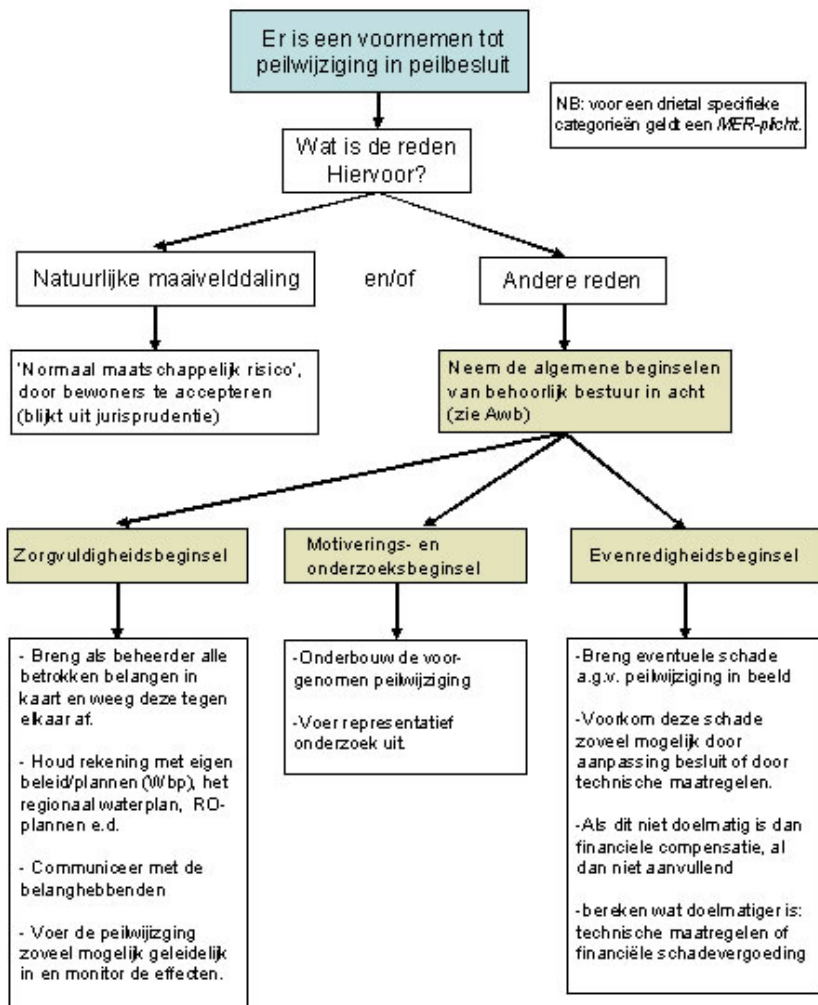 Er is een voornemen tot
peilwijziging in peilbesluit
NB: voor een drietal specifieke
categorieën geldt een MER-plicht.
Wat is de reden
Hiervoor?
Natuurlijke maaivelddaling
en/of
Andere reden
'Normaal maatschappelijk risico',
door bewoners te accepteren
(blijkt uit jurisprudentie)
Neem de algemene beginselen
van behoorlijk bestuur in acht
(zie Awb)
Zorgvuldigheidsbeginsel
Motiverings- en
onderzoeksbeginsel
Evenredigheidsbeginsel
- Breng als beheerder alle
betrokken belangen in
kaart en weeg deze tegen
elkaar af.
- Houd rekening met eigen
beleid/plannen (Wbp), het
regionaal waterplan, RO-
plannen e.d.
- Communiceer met de
belanghebbenden
- Voer de peilwijizging
zoveel mogelijk geleidelijk
in en monitor de effecten.
-Onderbouw de voor-
genomen peilwijziging
-Voer representatief
onderzoek uit.
-Breng eventuele schade
a.g.v. peilwijziging in beeld
-Voorkom deze schade
zoveel mogelijk door
aanpassing besluit of door
technische maatregelen.
-Als dit niet doelmatig is dan
financiele compensatie, al
dan niet aanvullend
-bereken wat doelmatiger is:
technische maatregelen of
financiële schadevergoeding